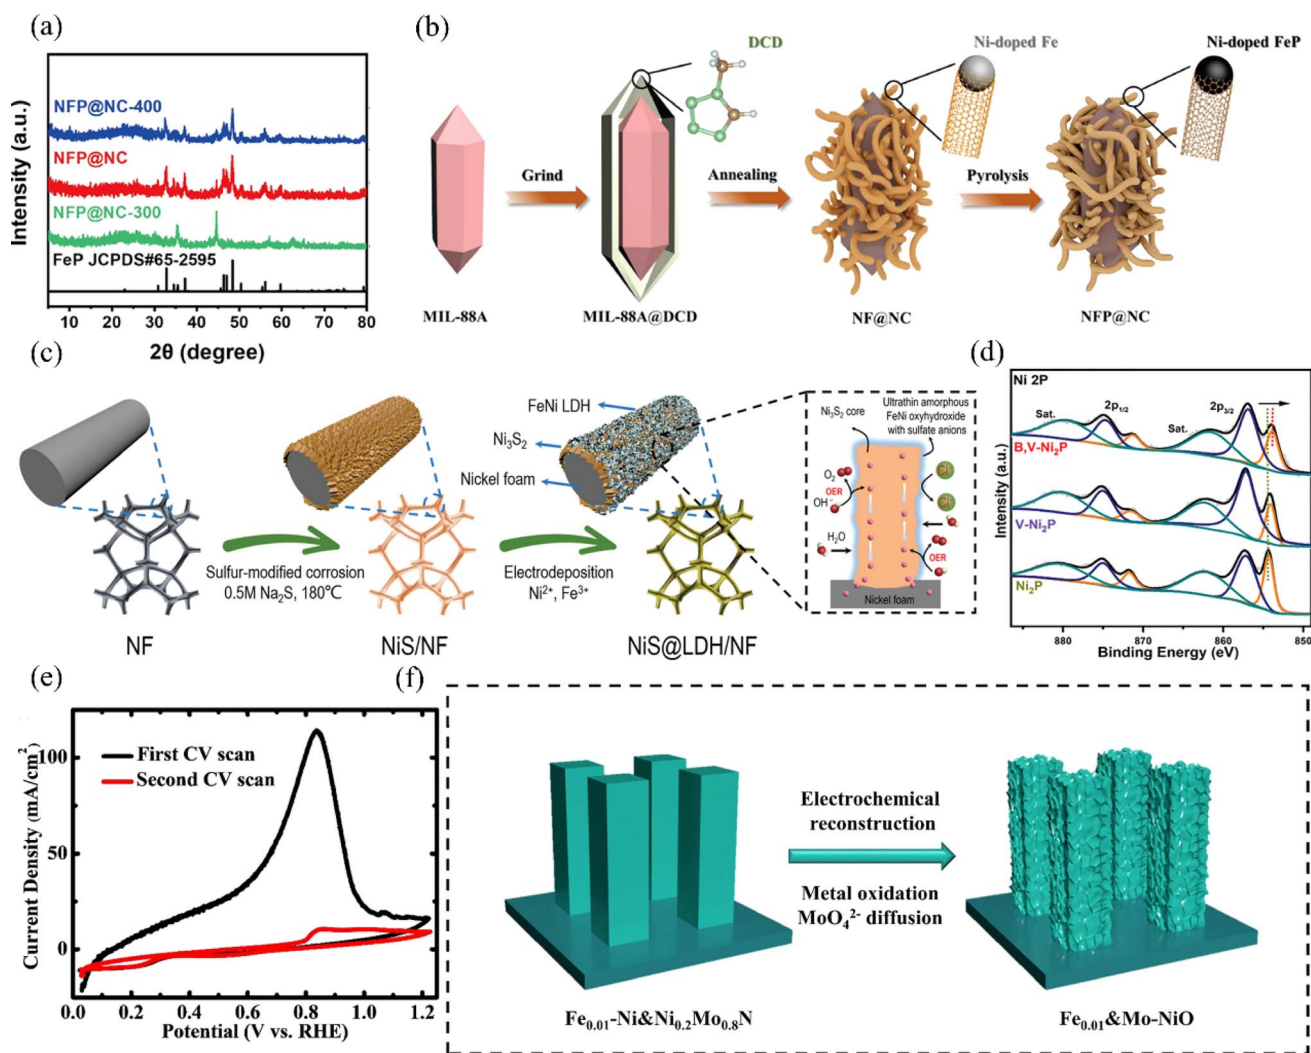 (a)
Intensity (a.u.)
NFP@NC-400
NFP@NC
NFP@NC-300
FeP JCPDS#65-2595
10 20 30 40 50 60 70 80
2θ (degree)
(b)
DCD
Ni-doped Fe
Ni-doped FeP
Grind
Annealing
Pyrolysis
MIL-88A
MIL-88A@DCD
NF@NC
NFP@NC
(c)
FeNi LDH
Ni₃S₂
Nickel foam
Sulfur-modified corrosion
0.5M Na₂S, 180℃
Electrodeposition
Ni²⁺, Fe³⁺
NF
NiS/NF
NiS@LDH/NF
Ni₃S₂ core
Ultrathin amorphous
FeNi oxyhydroxide
with sulfate anions
O₂
OER
OH⁻
H₂O
OER
Nickel foam
(d)
Ni 2P
Sat.
2p₁/₂
Sat.
2p₃/₂
B,V-Ni₂P
V-Ni₂P
Ni₂P
Intensity (a.u.)
880 870 860 850
Binding Energy (eV)
(e)
Current Density (mA/cm²)
100
50
0
First CV scan
Second CV scan
0.0 0.2 0.4 0.6 0.8 1.0 1.2
Potential (V vs. RHE)
(f)
Electrochemical
reconstruction
Metal oxidation
MoO₄²⁻ diffusion
Fe₀.₀₁-Ni&Ni₀.₂Mo₀.₈N
Fe₀.₀₁&Mo-NiO